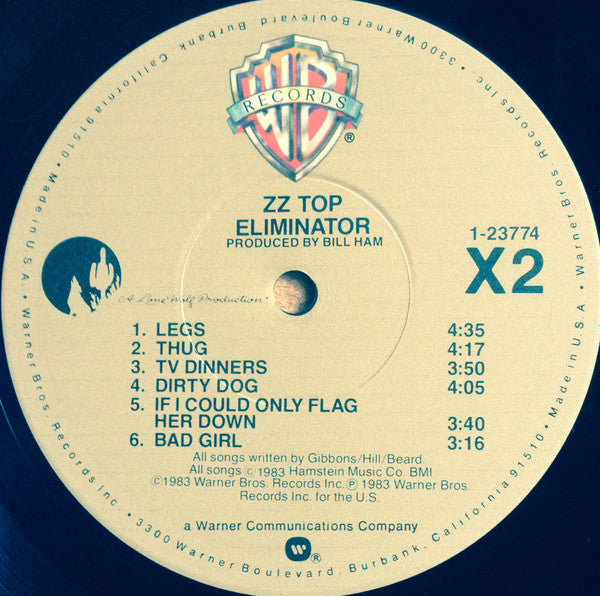 3300 Warner Boulevard, Burbank, California 91510 • Made in U.S.A. • Warner Bros. Records Inc. • 3300 Warner Boulevard, Burbank, California 91510 • Made in U.S.A. • Warner Bros. Records Inc. •
WB
RECORDS
®
ZZ TOP
ELIMINATOR
PRODUCED BY BILL HAM
1-23774
X2
A Lone Wolf Production
1. LEGS 4:35
2. THUG 4:17
3. TV DINNERS 3:50
4. DIRTY DOG 4:05
5. IF I COULD ONLY FLAG
HER DOWN 3:40
6. BAD GIRL 3:16
All songs written by Gibbons/Hill/Beard.
All songs © 1983 Hamstein Music Co. BMI
©1983 Warner Bros. Records Inc. ℗ 1983 Warner Bros.
Records Inc. for the U.S.
a Warner Communications Company
®